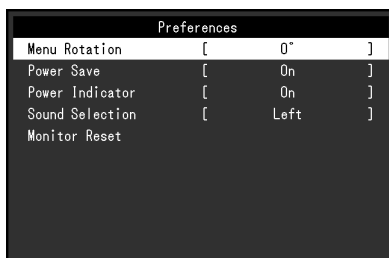 Preferences
Menu Rotation [ 0° ]
Power Save [ On ]
Power Indicator [ On ]
Sound Selection [ Left ]
Monitor Reset